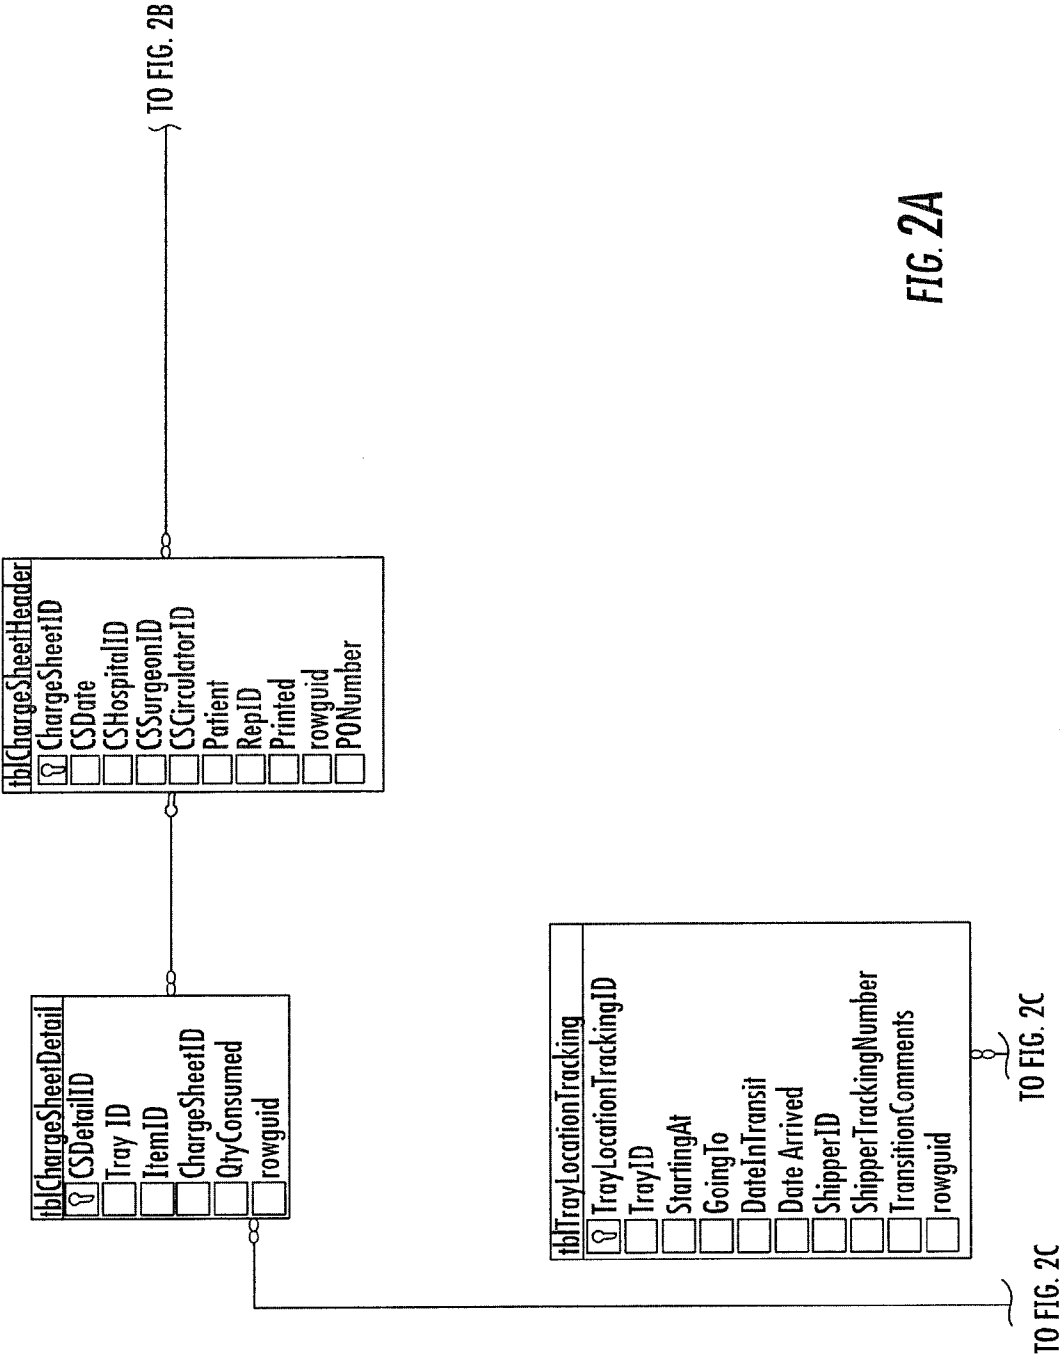 tblChargeSheetDetail
CSDetailID
Tray ID
ItemID
ChargeSheetID
QtyConsumed
rowguid
tblChargeSheetHeader
ChargeSheetID
CSDate
CSHospitalID
CSSurgeonID
CSCirculatorID
Patient
RepID
Printed
rowguid
PONumber
TO FIG. 2B
tblTrayLocationTracking
TrayLocationTrackingID
TrayID
StartingAt
GoingTo
DateInTransit
Date Arrived
ShipperID
ShipperTrackingNumber
TransitionComments
rowguid
TO FIG. 2C
TO FIG. 2C
FIG. 2A